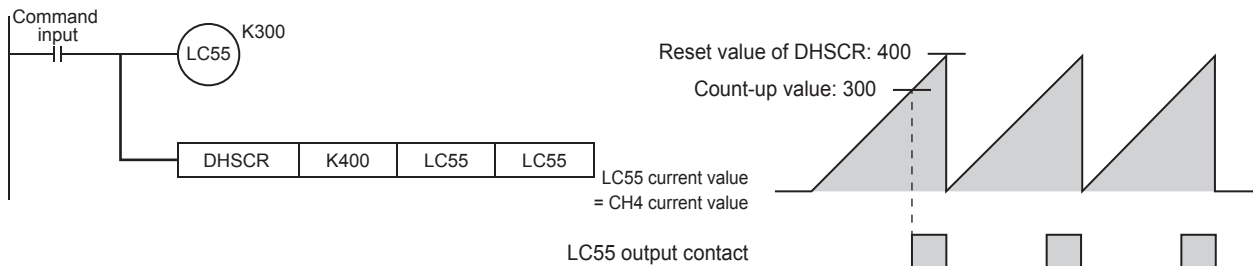 Command
input
K300
LC55
DHSCR K400 LC55 LC55
Reset value of DHSCR: 400
Count-up value: 300
LC55 current value
= CH4 current value
LC55 output contact